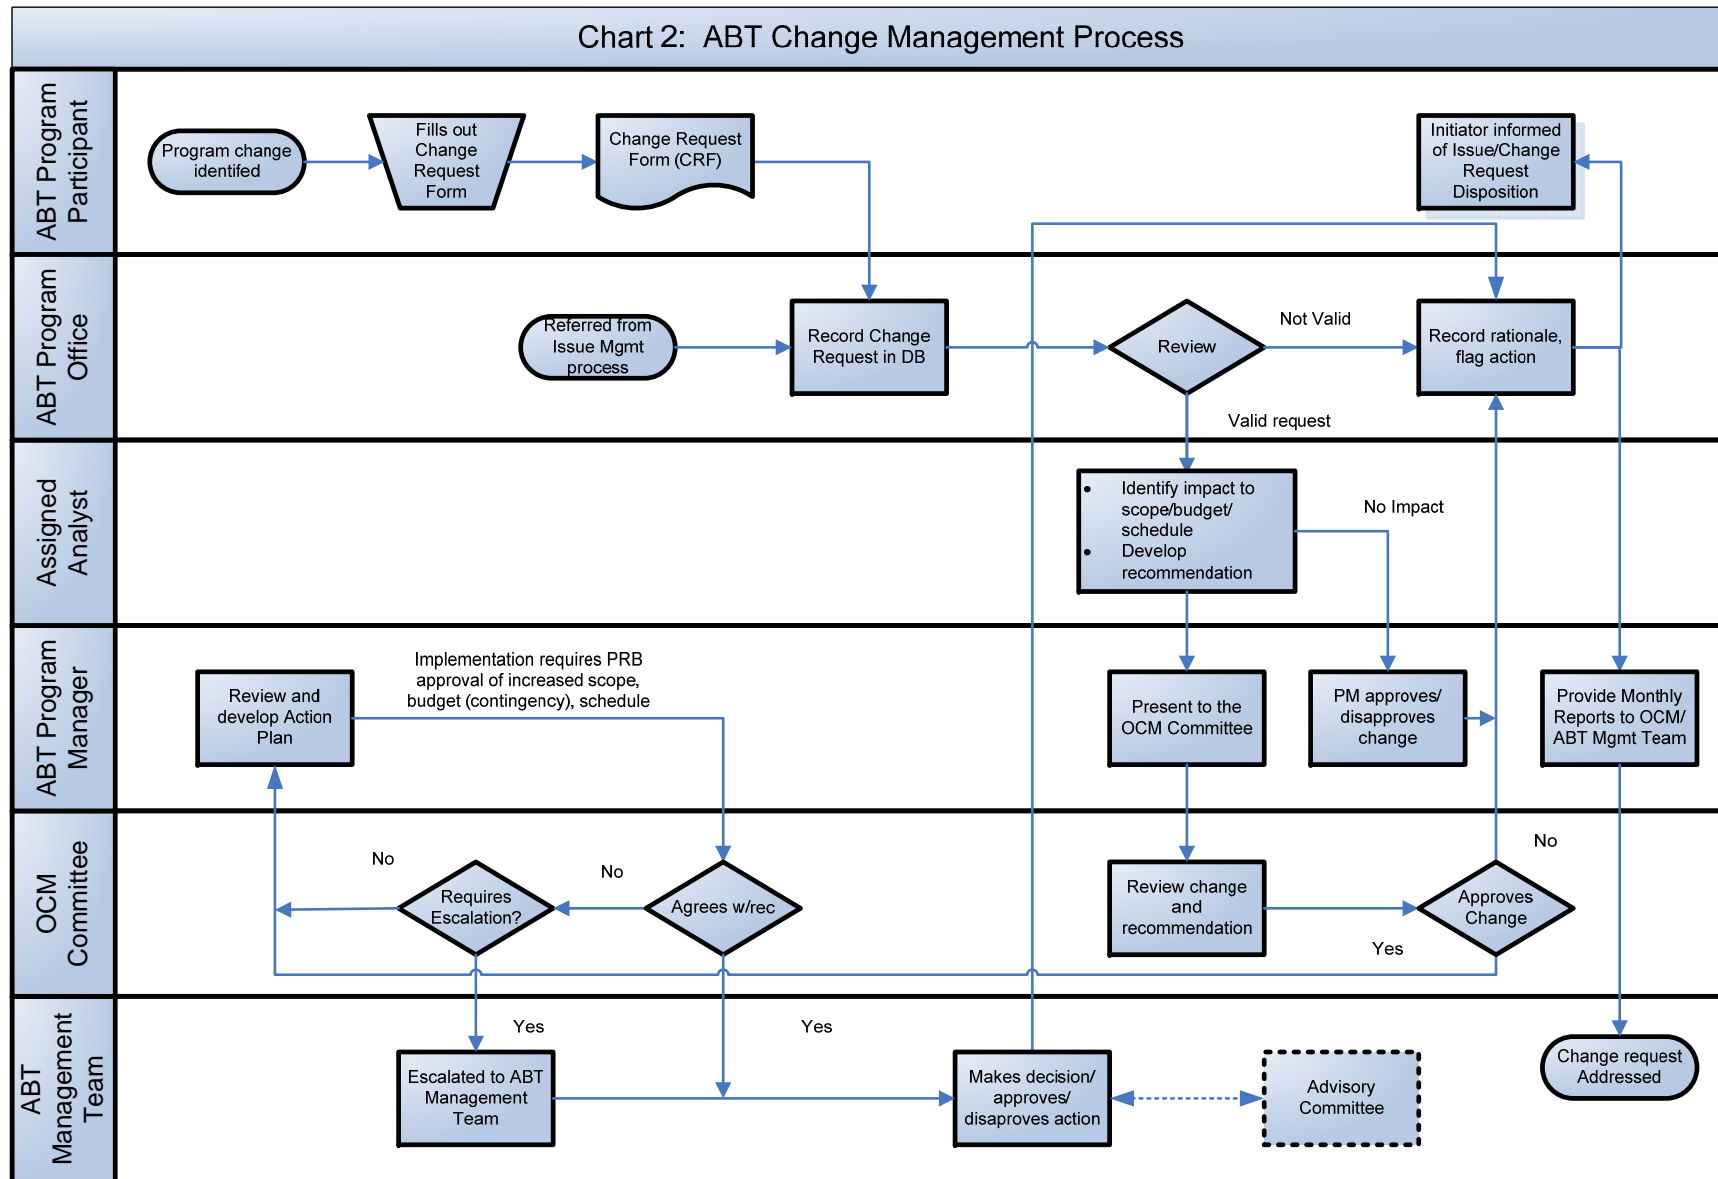 Chart 2: ABT Change Management Process
ABT Program
Participant
Program change
identifed
Fills out
Change
Request
Form
Change Request
Form (CRF)
Initiator informed
of Issue/Change
Request
Disposition
ABT Program
Office
Referred from
Issue Mgmt
process
Record Change
Request in DB
Review
Not Valid
Valid request
Record rationale,
flag action
Assigned
Analyst
• Identify impact to
scope/budget/
schedule
• Develop
recommendation
No Impact
ABT Program
Manager
Review and
develop Action
Plan
Implementation requires PRB
approval of increased scope,
budget (contingency), schedule
Present to the
OCM Committee
PM approves/
disapproves
change
Provide Monthly
Reports to OCM/
ABT Mgmt Team
OCM
Committee
No
Requires
Escalation?
No
Agrees w/rec
Review change
and
recommendation
Approves
Change
No
Yes
ABT
Management
Team
Yes
Yes
Escalated to ABT
Management
Team
Makes decision/
approves/
disaproves action
Advisory
Committee
Change request
Addressed